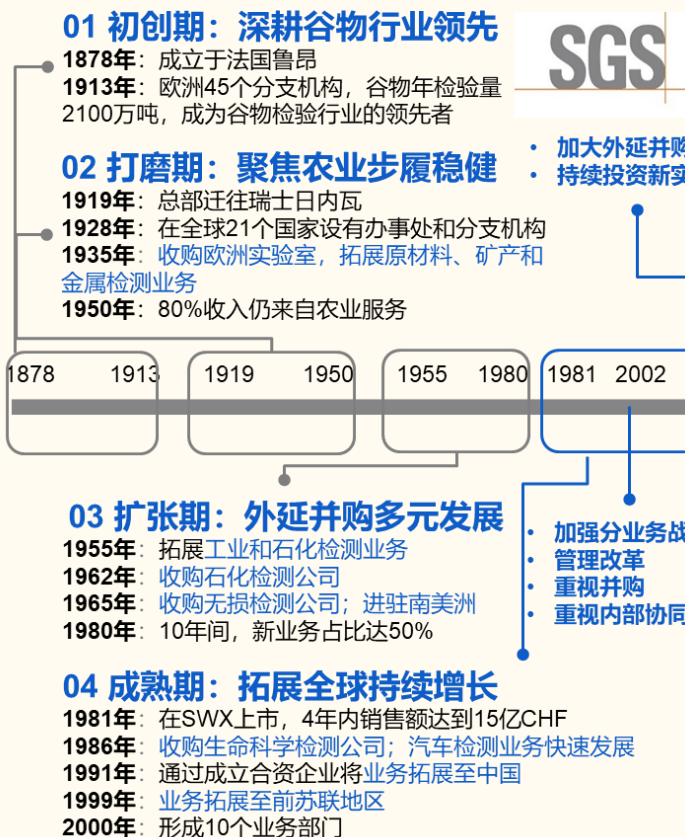 01 初创期：深耕谷物行业领先
1878年：成立于法国鲁昂
1913年：欧洲45个分支机构，谷物年检验量
2100万吨，成为谷物检验行业的领先者
SGS
• 加大外延并购
• 持续投资新实
02 打磨期：聚焦农业步履稳健
1919年：总部迁往瑞士日内瓦
1928年：在全球21个国家设有办事处和分支机构
1935年：收购欧洲实验室，拓展原材料、矿产和
金属检测业务
1950年：80%收入仍来自农业服务
1878 1913 1919 1950 1955 1980 1981 2002
03 扩张期：外延并购多元发展
1955年：拓展工业和石化检测业务
1962年：收购石化检测公司
1965年：收购无损检测公司；进驻南美洲
1980年：10年间，新业务占比达50%
• 加强分业务战
• 管理改革
• 重视并购
• 重视内部协同
04 成熟期：拓展全球持续增长
1981年：在SWX上市，4年内销售额达到15亿CHF
1986年：收购生命科学检测公司；汽车检测业务快速发展
1991年：通过成立合资企业将业务拓展至中国
1999年：业务拓展至前苏联地区
2000年：形成10个业务部门